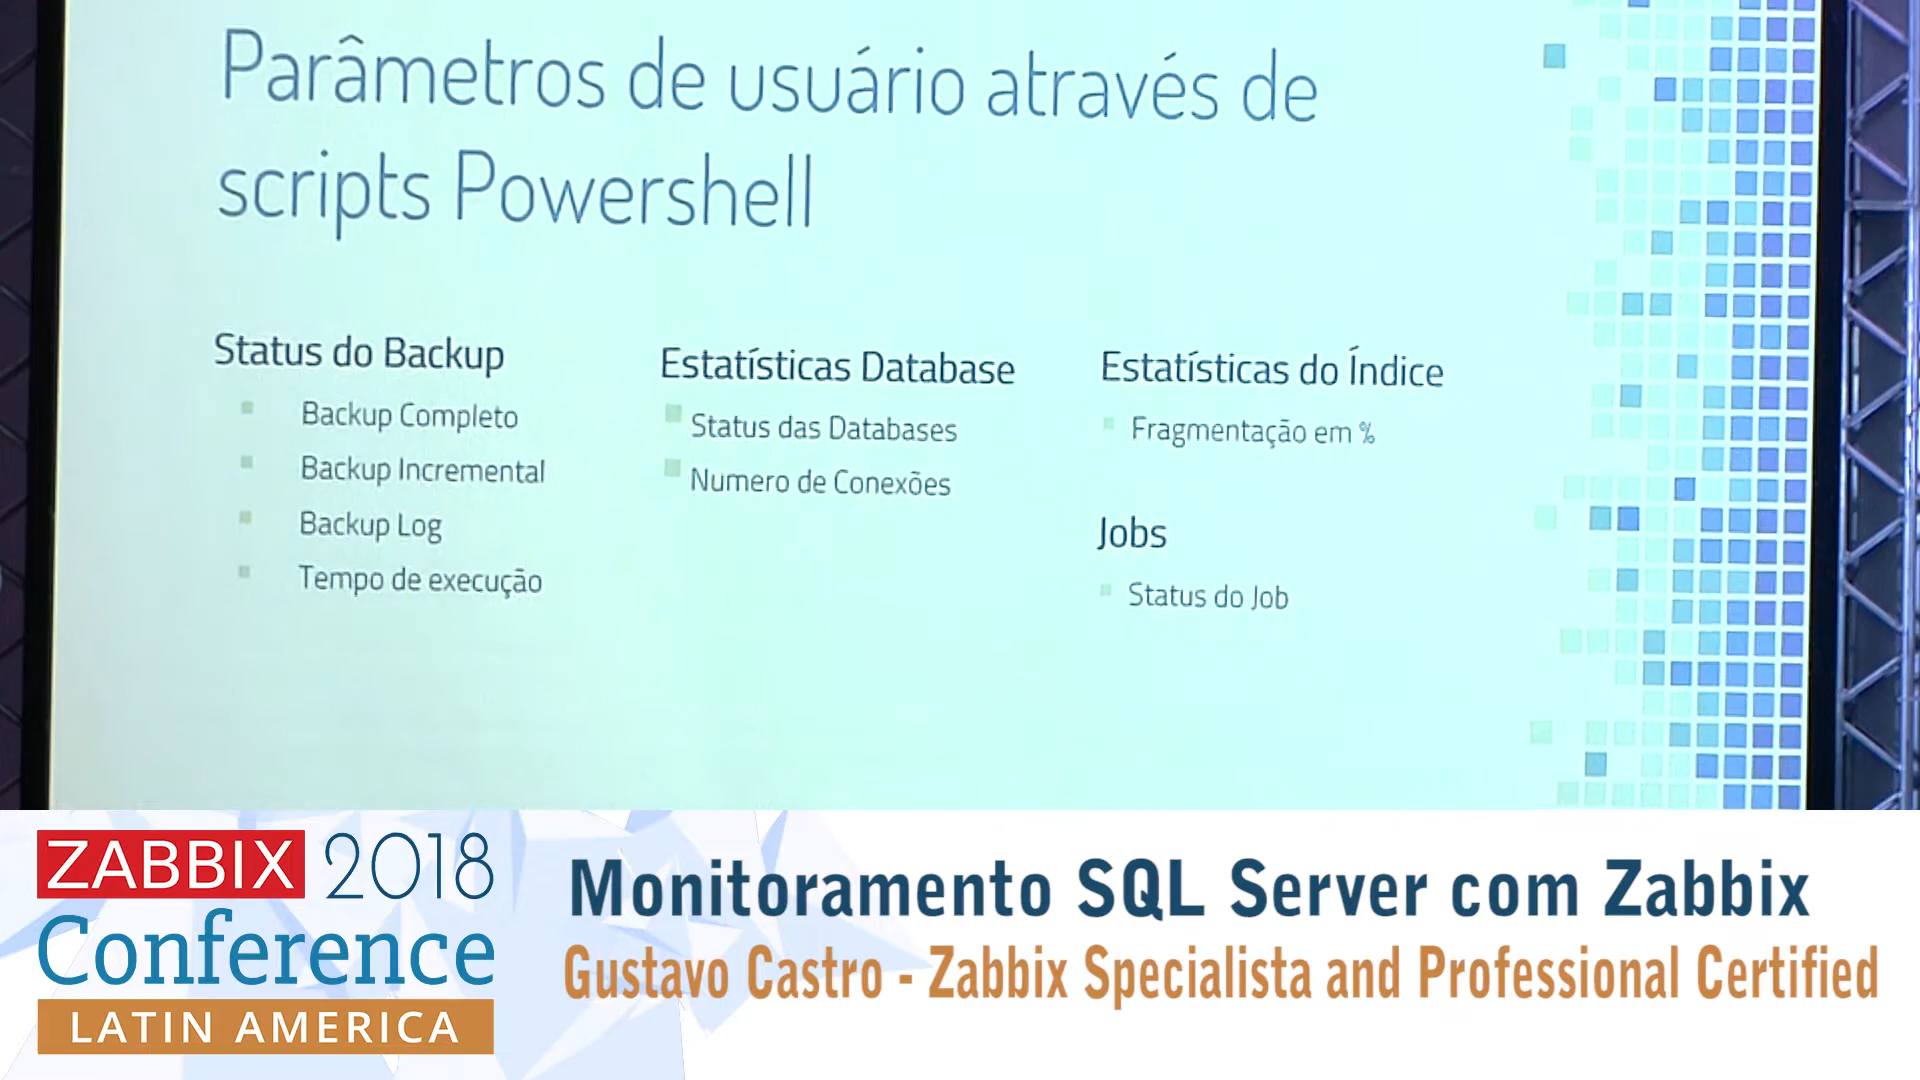 Parâmetros de usuário através de
scripts Powershell
Status do Backup
Backup Completo
Backup Incremental
Backup Log
Tempo de execução
Estatísticas Database
Status das Databases
Numero de Conexões
Estatísticas do Índice
Fragmentação em %
Jobs
Status do Job
ZABBIX 2018
Conference
LATIN AMERICA
Monitoramento SQL Server com Zabbix
Gustavo Castro - Zabbix Specialista and Professional Certified